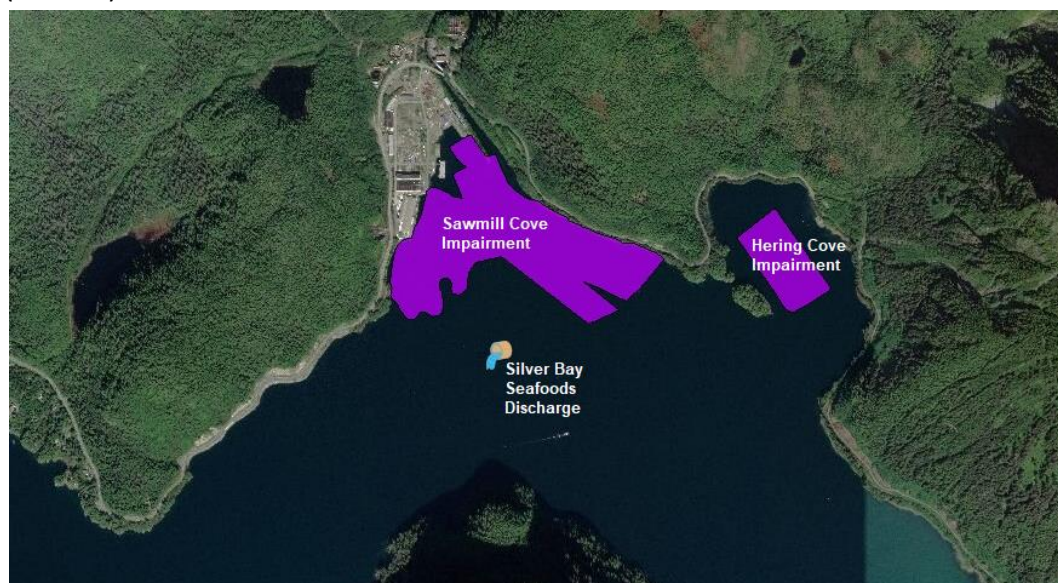 Sawmill Cove
Impairment
Hering Cove
Impairment
Silver Bay
Seafoods
Discharge